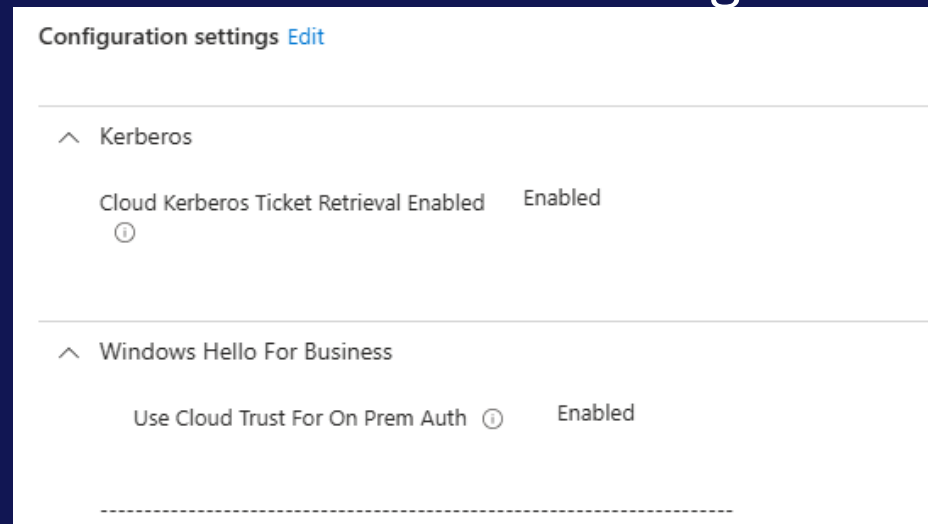 Configuration settings Edit
Kerberos
Cloud Kerberos Ticket Retrieval Enabled Enabled
Windows Hello For Business
Use Cloud Trust For On Prem Auth Enabled
------------------------------------------------------------------------